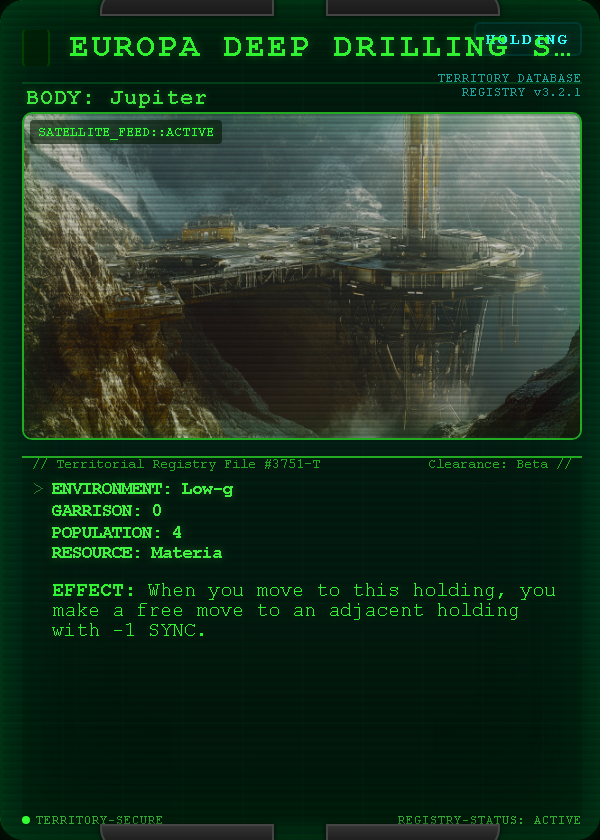 EUROPA DEEP DRILLING S…
HOLDING
TERRITORY DATABASE
REGISTRY v3.2.1
BODY: Jupiter
SATELLITE_FEED::ACTIVE
// Territorial Registry File #3751-T
Clearance: Beta //
> ENVIRONMENT: Low-g
GARRISON: 0
POPULATION: 4
RESOURCE: Materia
EFFECT: When you move to this holding, you
make a free move to an adjacent holding
with -1 SYNC.
TERRITORY-SECURE
REGISTRY-STATUS: ACTIVE